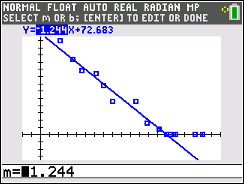 NORMAL FLOAT AUTO REAL RADIAN MP
SELECT m OR b; [ENTER] TO EDIT OR DONE
Y=-1.244X+72.683
m=-1.244